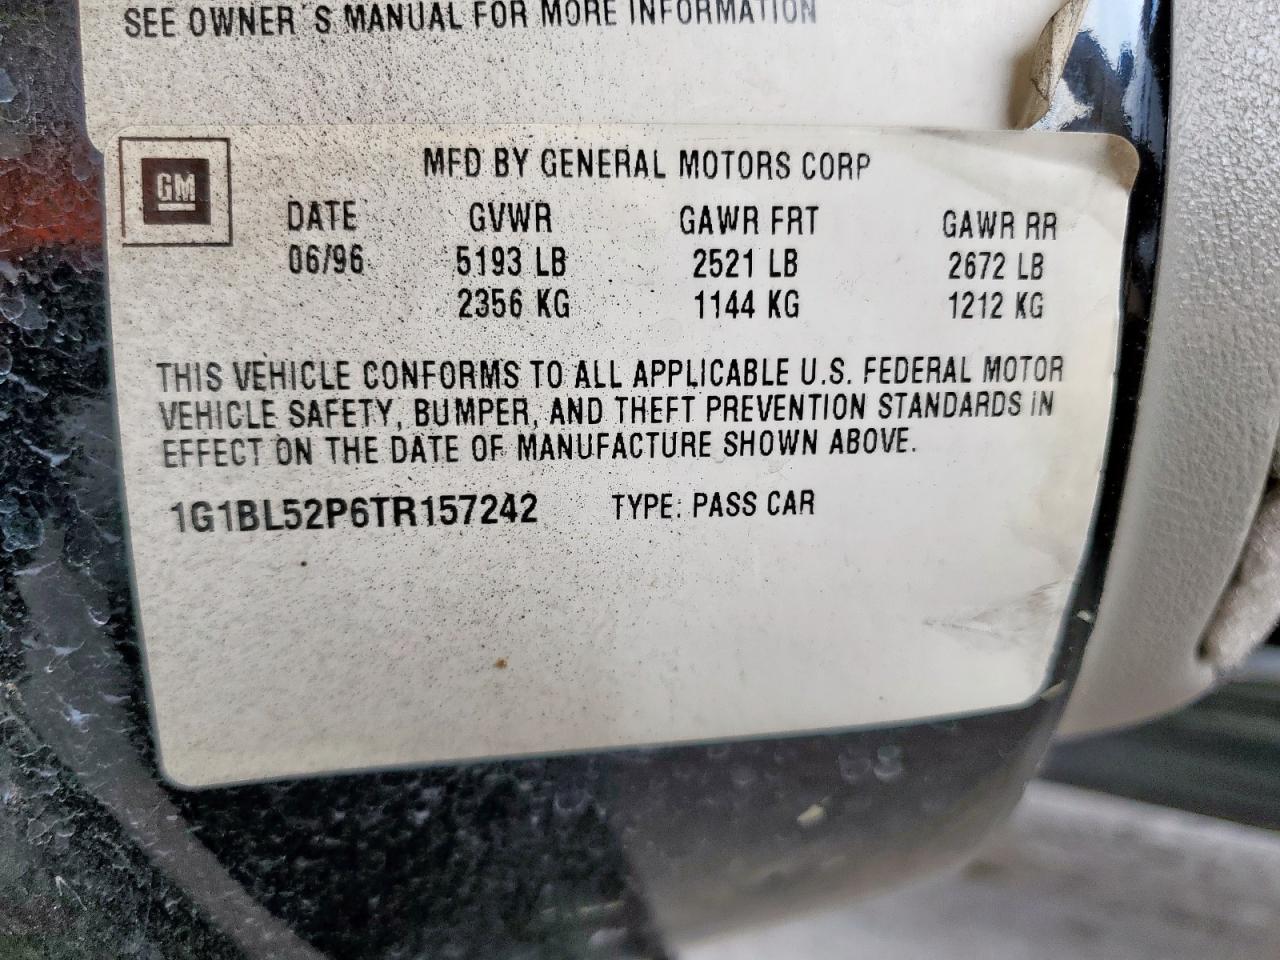 SEE OWNER'S MANUAL FOR MORE INFORMATION
GM
MFD BY GENERAL MOTORS CORP
DATE GVWR GAWR FRT GAWR RR
06/96 5193 LB 2521 LB 2672 LB
2356 KG 1144 KG 1212 KG
THIS VEHICLE CONFORMS TO ALL APPLICABLE U.S. FEDERAL MOTOR
VEHICLE SAFETY, BUMPER, AND THEFT PREVENTION STANDARDS IN
EFFECT ON THE DATE OF MANUFACTURE SHOWN ABOVE.
1G1BL52P6TR157242 TYPE: PASS CAR